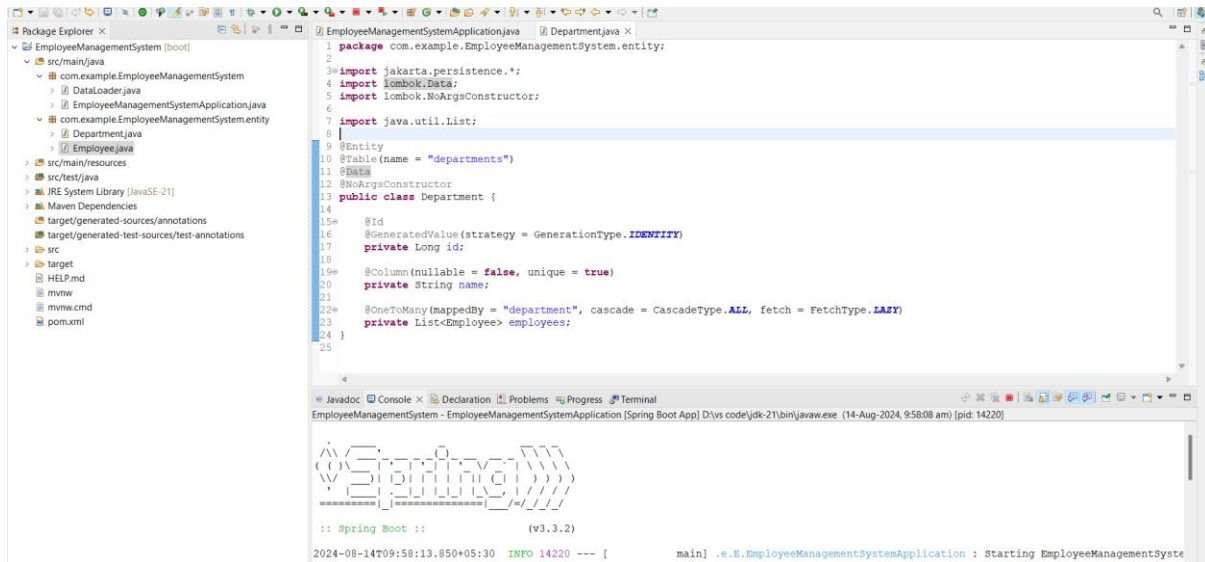 Package Explorer ×
EmployeeManagementSystem [boot]
src/main/java
com.example.EmployeeManagementSystem
DataLoader.java
EmployeeManagementSystemApplication.java
com.example.EmployeeManagementSystem.entity
Department.java
Employee.java
src/main/resources
src/test/java
JRE System Library [JavaSE-21]
Maven Dependencies
target/generated-sources/annotations
target/generated-test-sources/test-annotations
src
target
HELP.md
mvnw
mvnw.cmd
pom.xml
EmployeeManagementSystemApplication.java Department.java ×
1 package com.example.EmployeeManagementSystem.entity;
2
3 import jakarta.persistence.*;
4 import lombok.Data;
5 import lombok.NoArgsConstructor;
6
7 import java.util.List;
8
9 @Entity
10 @Table(name = "departments")
11 @Data
12 @NoArgsConstructor
13 public class Department {
14
15 @Id
16 @GeneratedValue(strategy = GenerationType.IDENTITY)
17 private Long id;
18
19 @Column(nullable = false, unique = true)
20 private String name;
21
22 @OneToMany(mappedBy = "department", cascade = CascadeType.ALL, fetch = FetchType.LAZY)
23 private List<Employee> employees;
24 }
25
Javadoc Console × Declaration Problems Progress Terminal
EmployeeManagementSystem - EmployeeManagementSystemApplication [Spring Boot App] D:\vs code\jdk-21\bin\javaw.exe (14-Aug-2024, 9:58:08 am) [pid: 14220]
Spring
:: Spring Boot :: (v3.3.2)
2024-08-14T09:58:13.850+05:30 INFO 14220 --- [ main] .e.E.EmployeeManagementSystemApplication : Starting EmployeeManagementSyste